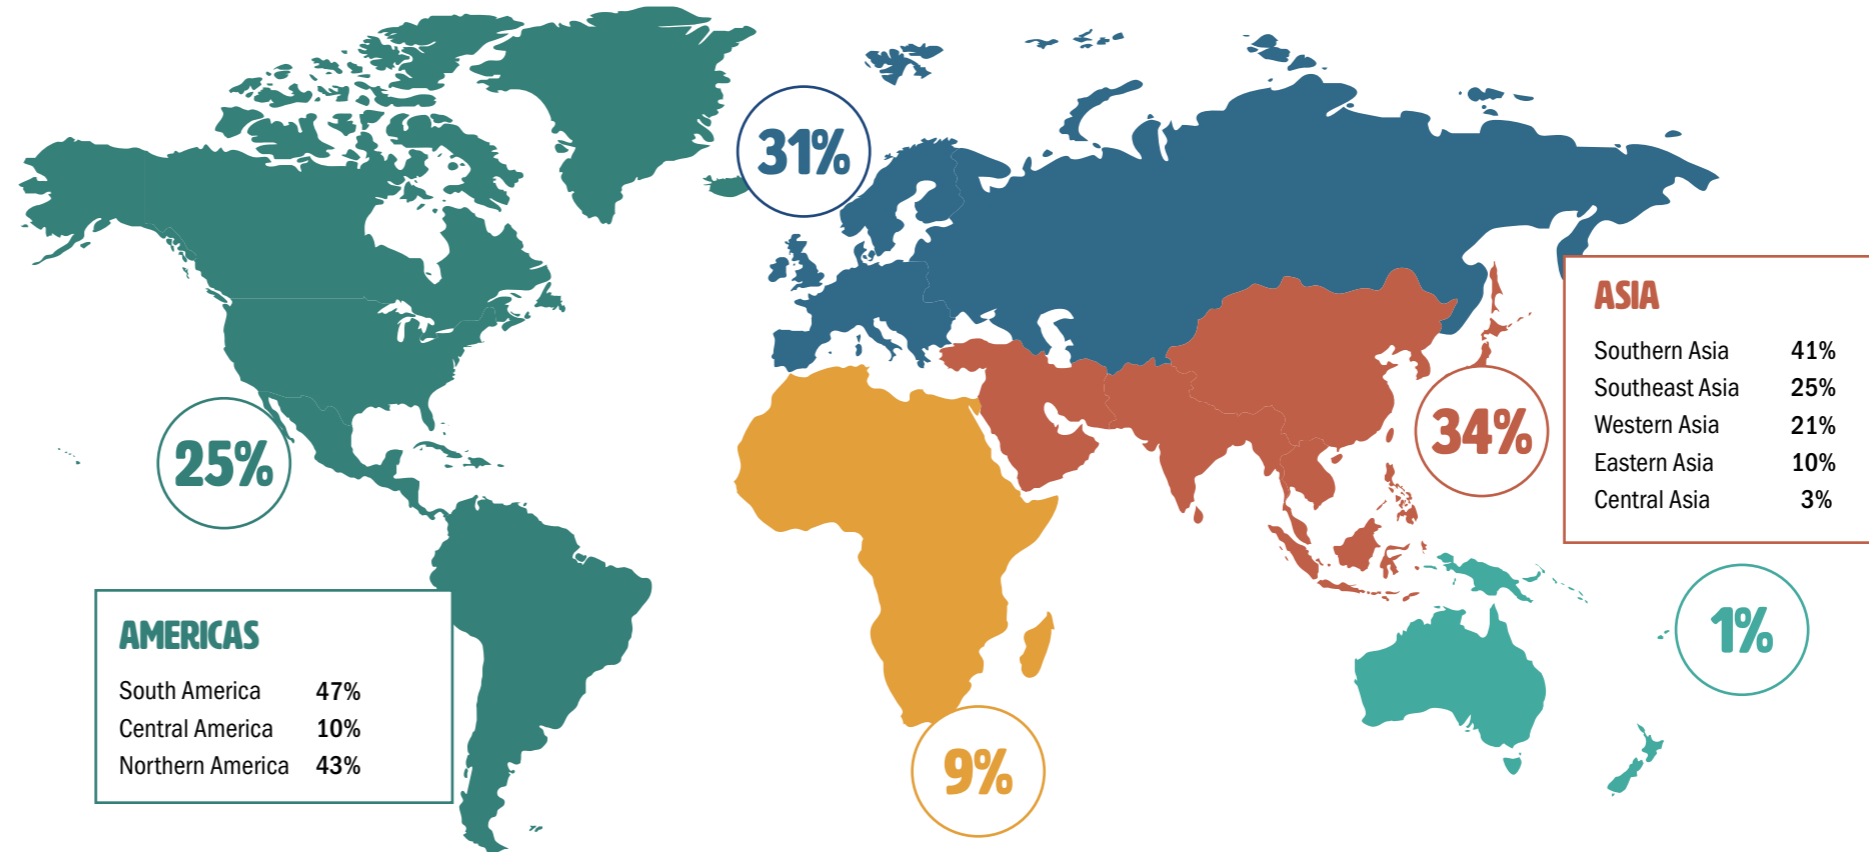 31%
25%
34%
ASIA
Southern Asia 41%
Southeast Asia 25%
Western Asia 21%
Eastern Asia 10%
Central Asia 3%
1%
AMERICAS
South America 47%
Central America 10%
Northern America 43%
9%